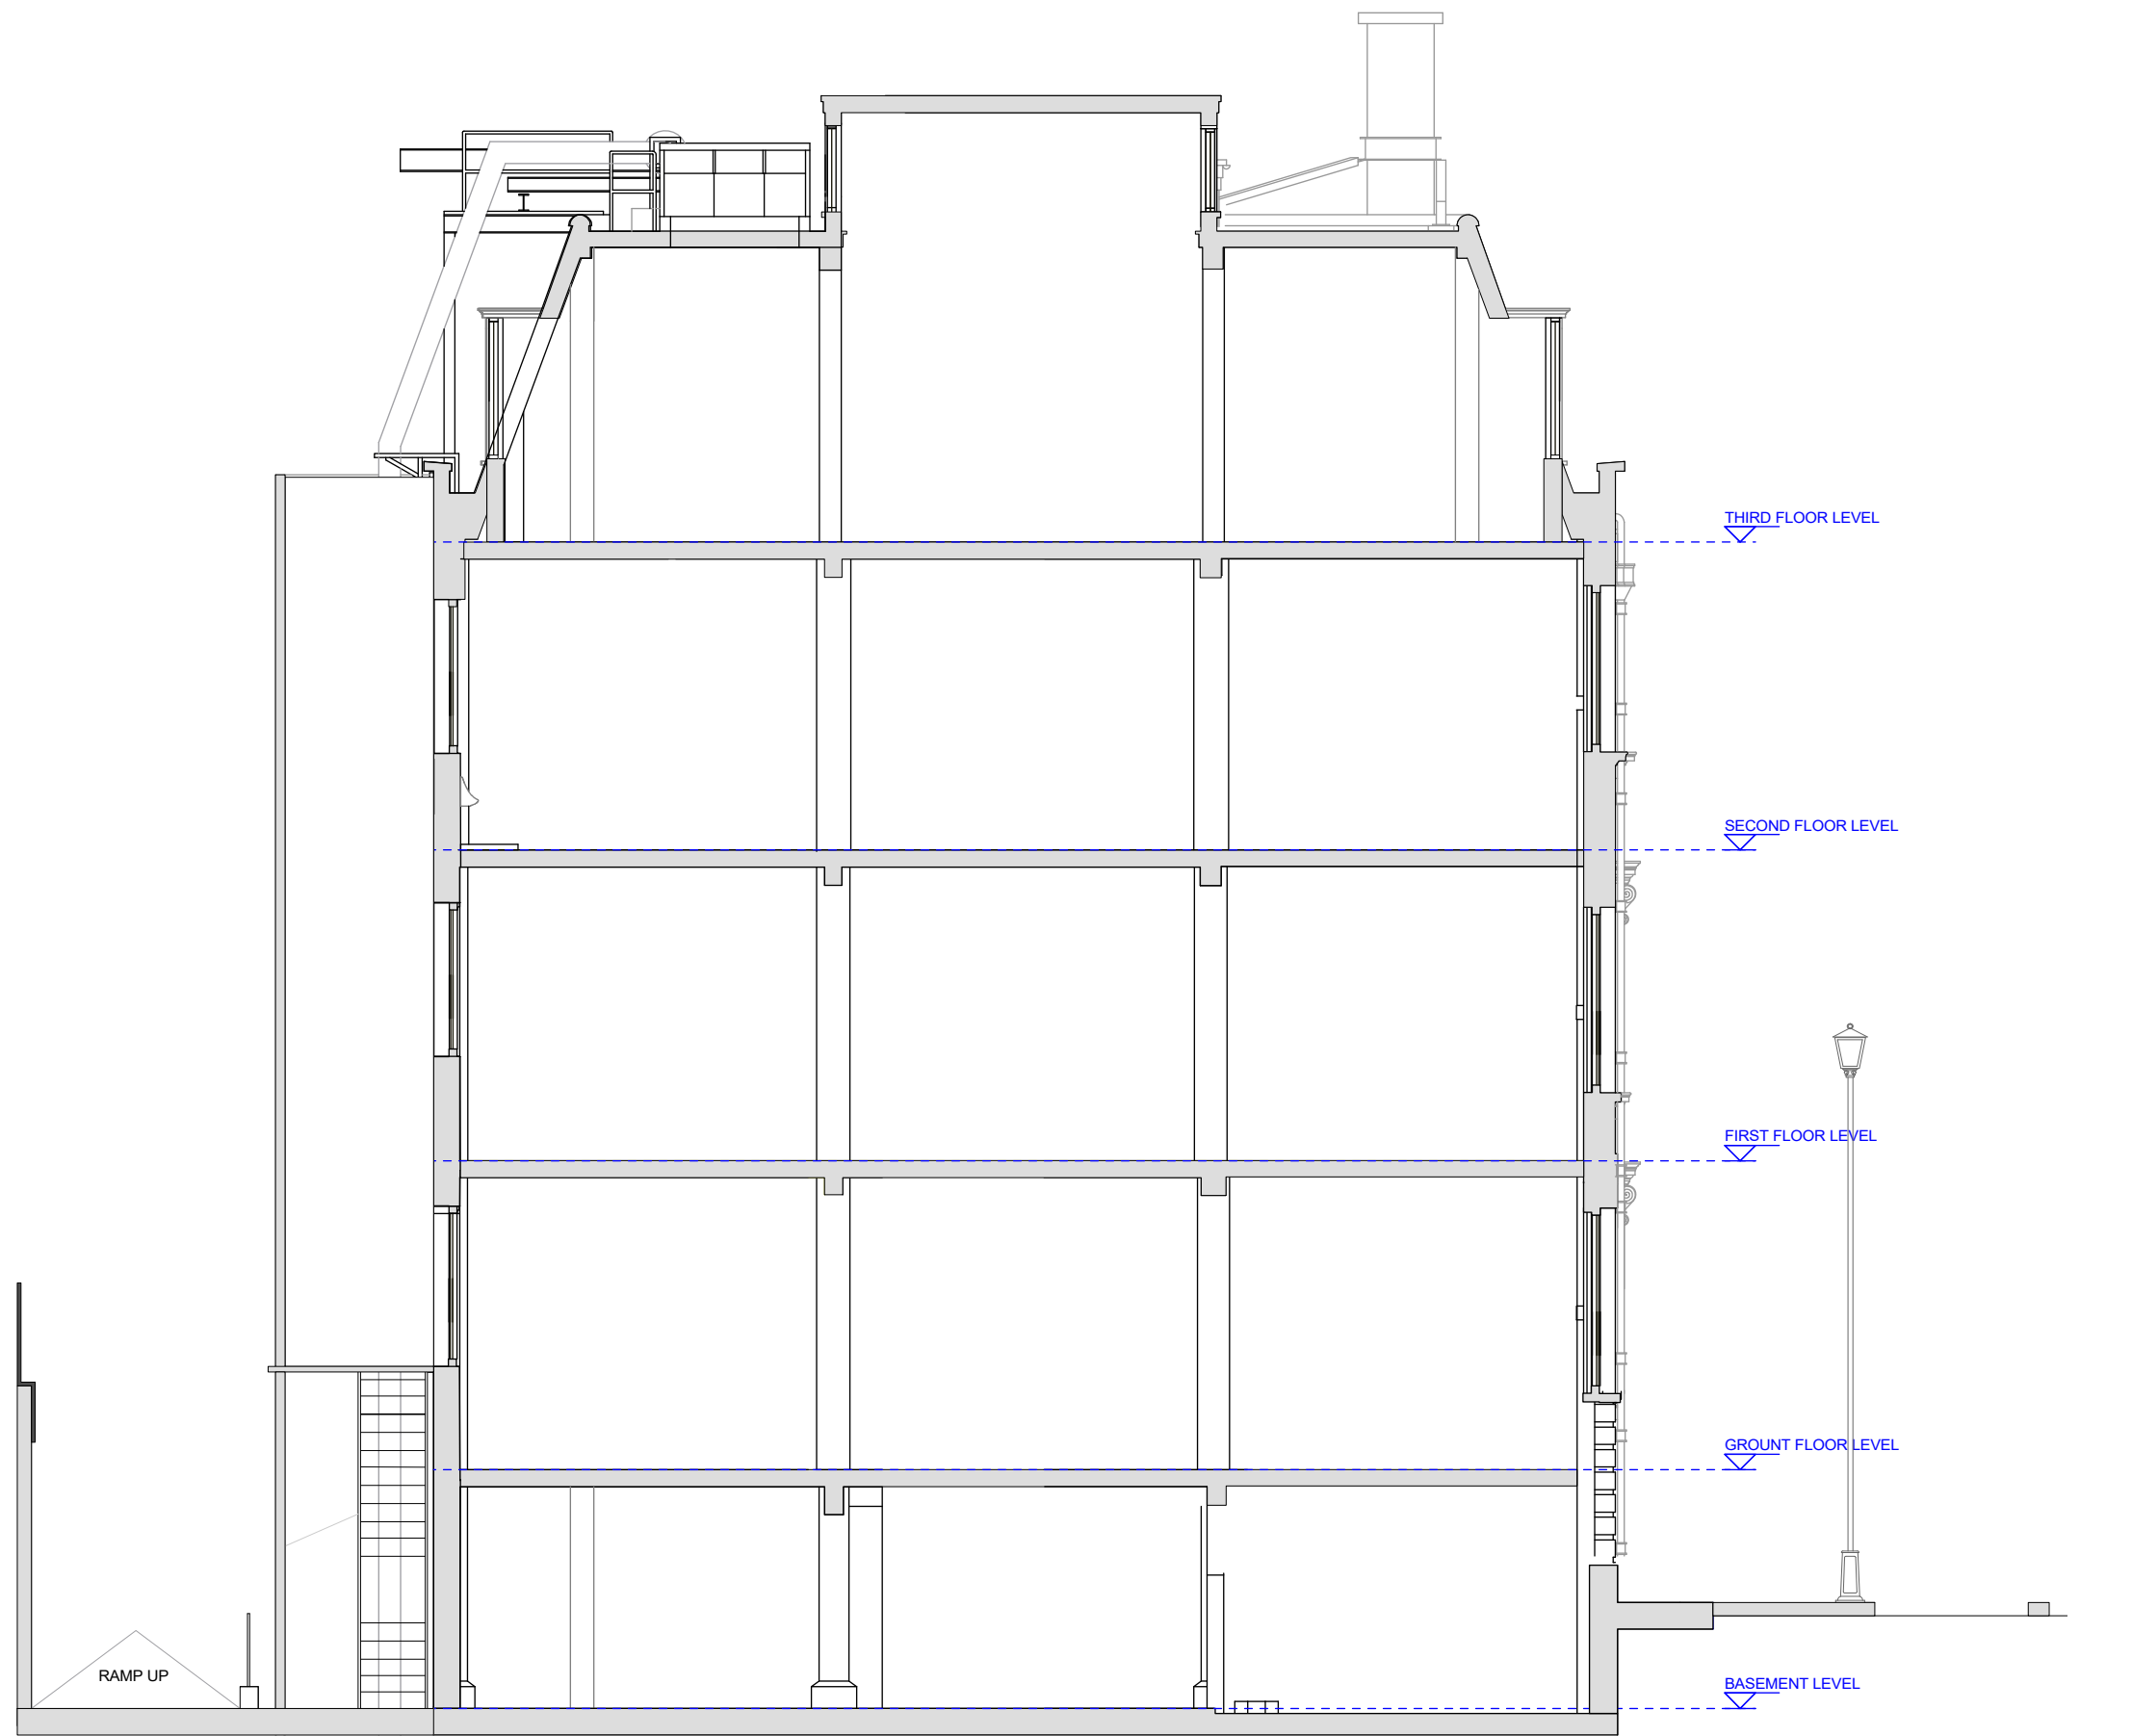 THIRD FLOOR LEVEL
SECOND FLOOR LEVEL
FIRST FLOOR LEVEL
GROUNT FLOOR LEVEL
RAMP UP
BASEMENT LEVEL